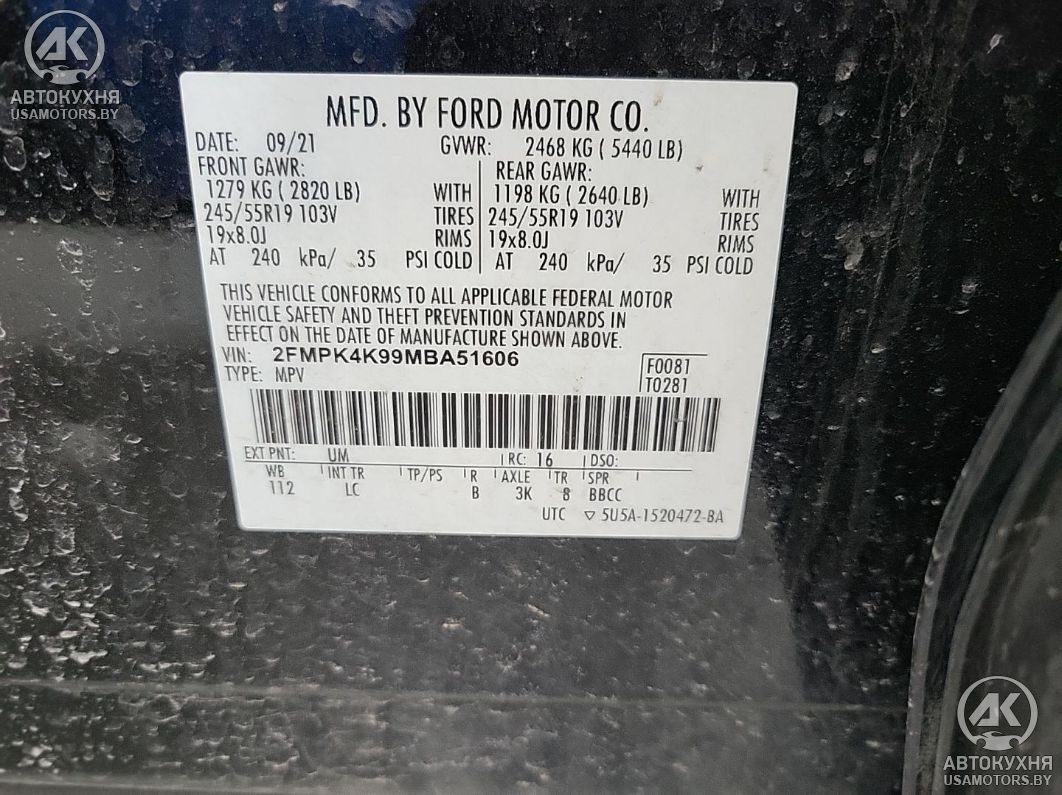 AK
АВТОКУХНЯ
USAMOTORS.BY
MFD. BY FORD MOTOR CO.
DATE: 09/21 GVWR: 2468 KG ( 5440 LB)
FRONT GAWR: REAR GAWR:
1279 KG ( 2820 LB) WITH 1198 KG ( 2640 LB) WITH
245/55R19 103V TIRES 245/55R19 103V TIRES
19x8.0J RIMS 19x8.0J RIMS
AT 240 kPa/ 35 PSI COLD AT 240 kPa/ 35 PSI COLD
THIS VEHICLE CONFORMS TO ALL APPLICABLE FEDERAL MOTOR
VEHICLE SAFETY AND THEFT PREVENTION STANDARDS IN
EFFECT ON THE DATE OF MANUFACTURE SHOWN ABOVE.
VIN: 2FMPK4K99MBA51606
TYPE: MPV
F0081
T0281
EXT PNT: UM RC: 16 DSO:
WB INT TR TP/PS R AXLE TR SPR
112 LC B 3K 8 BBCC
UTC ▽ 5U5A-1520472-BA
AK
АВТОКУХНЯ
USAMOTORS.BY